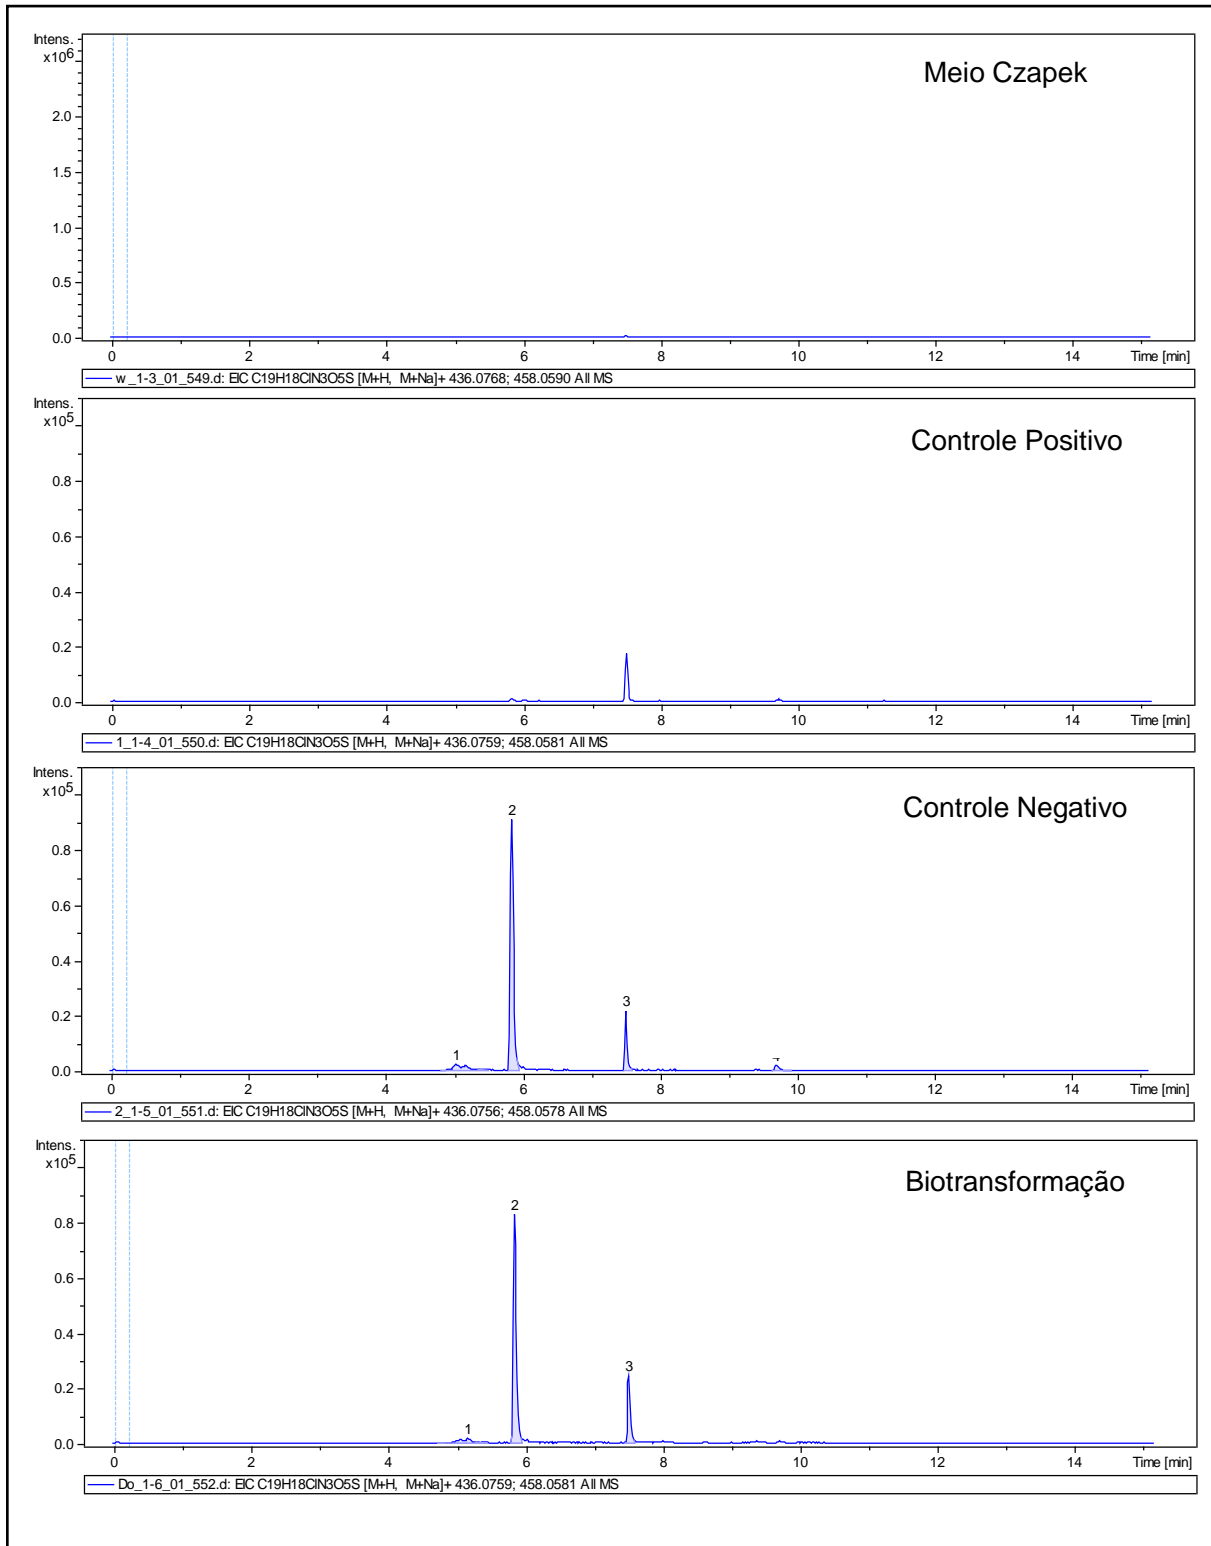 Intens.
x10^6
Meio Czapek
2.0
1.5
1.0
0.5
0.0
0 2 4 6 8 10 12 14 Time [min]
w_1-3_01_549.d: EIC C19H18ClN3O5S [M+H, M+Na]+ 436.0768; 458.0590 All MS
Intens.
x10^5
Controle Positivo
0.8
0.6
0.4
0.2
0.0
0 2 4 6 8 10 12 14 Time [min]
1_1-4_01_550.d: EIC C19H18ClN3O5S [M+H, M+Na]+ 436.0759; 458.0581 All MS
Intens.
x10^5
Controle Negativo
2
0.8
0.6
0.4
0.2
3
1
0.0
0 2 4 6 8 10 12 14 Time [min]
2_1-5_01_551.d: EIC C19H18ClN3O5S [M+H, M+Na]+ 436.0756; 458.0578 All MS
Intens.
x10^5
Biotransformação
2
0.8
0.6
0.4
3
0.2
1
0.0
0 2 4 6 8 10 12 14 Time [min]
Do_1-6_01_552.d: EIC C19H18ClN3O5S [M+H, M+Na]+ 436.0759; 458.0581 All MS